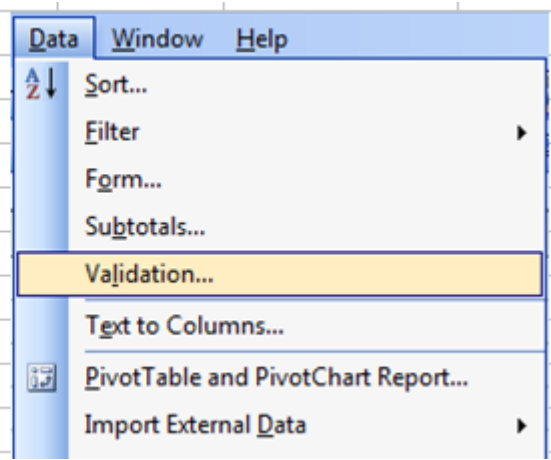 Data Window Help
Sort...
Filter
Form...
Subtotals...
Validation...
Text to Columns...
PivotTable and PivotChart Report...
Import External Data